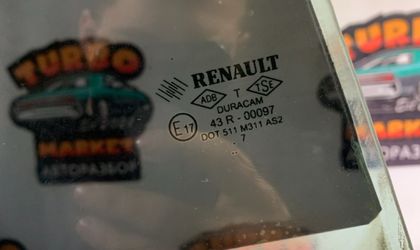 RENAULT
ADB T TSE
DURACAM
E17 43 R - 00097
DOT 511 M311 AS2
7
TURBO
MARKET
АВТОРАЗБОР